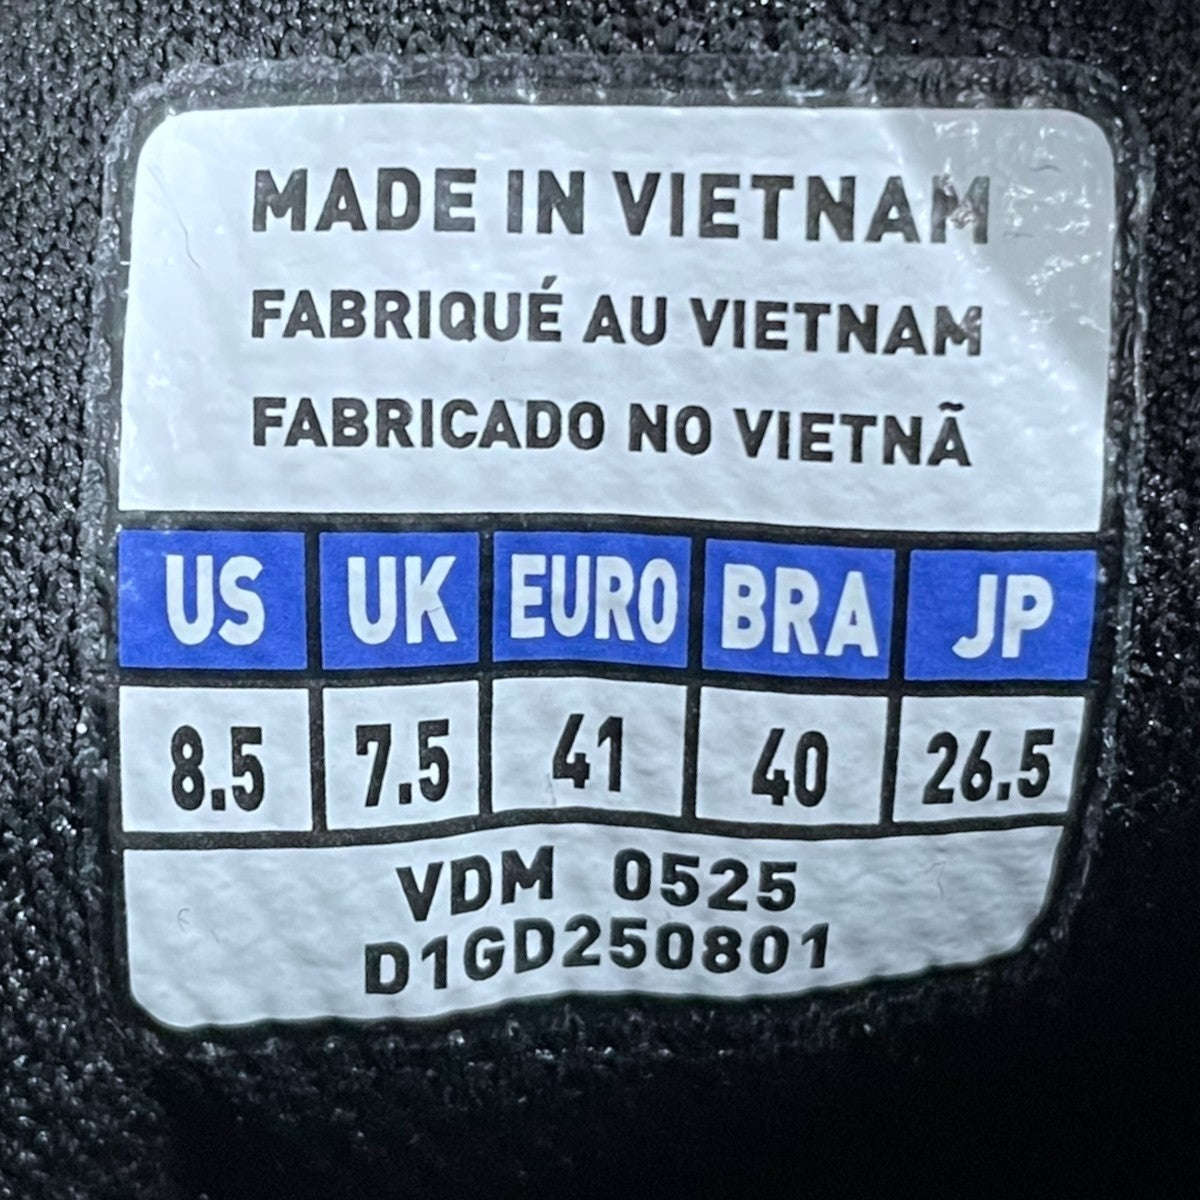 MADE IN VIETNAM
FABRIQUÉ AU VIETNAM
FABRICADO NO VIETNÃ
US UK EURO BRA JP
8.5 7.5 41 40 26.5
VDM 0525
D1GD250801